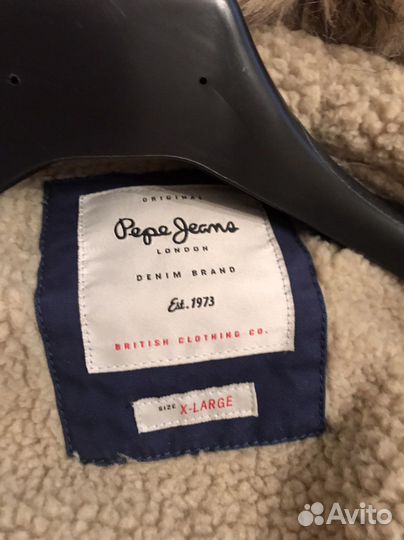 ORIGINAL
Pepe Jeans
LONDON
DENIM BRAND
Est. 1973
BRITISH CLOTHING CO.
SIZE X-LARGE
Avito